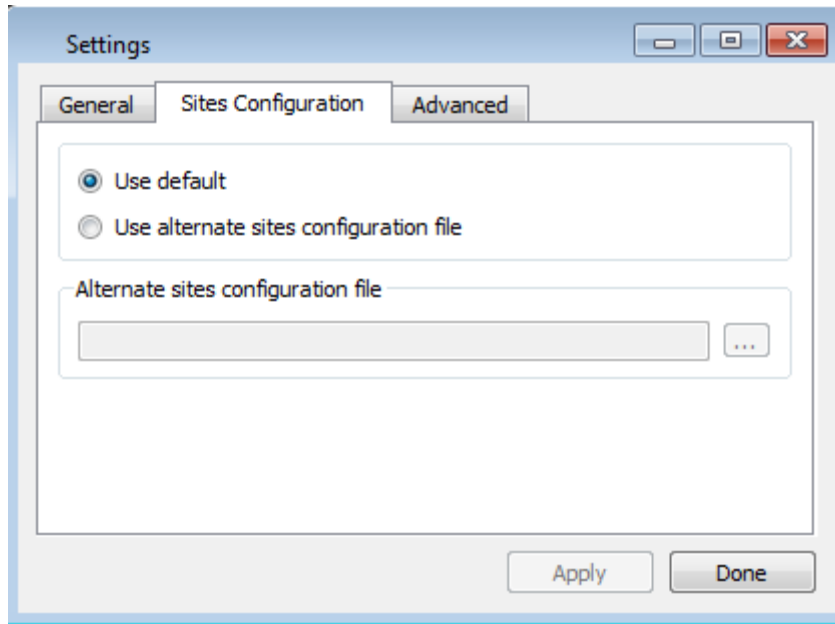 Settings
General Sites Configuration Advanced
Use default
Use alternate sites configuration file
Alternate sites configuration file
...
Apply Done